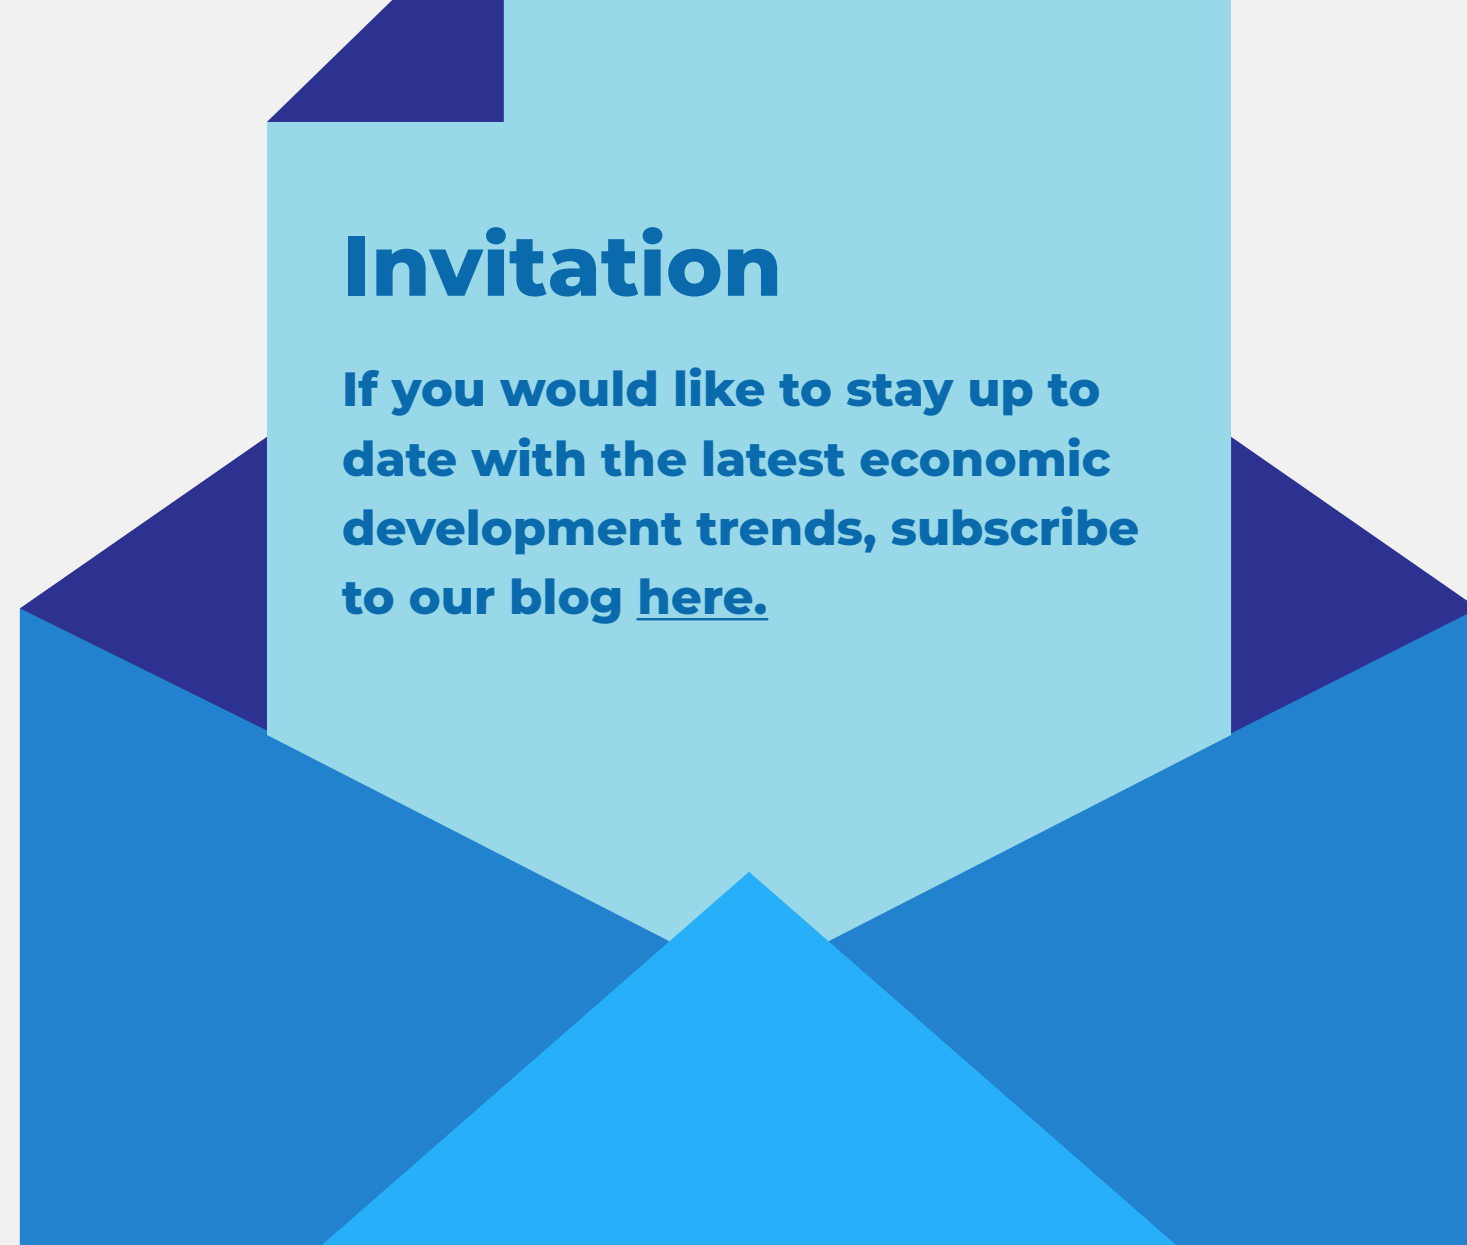 Invitation
If you would like to stay up to
date with the latest economic
development trends, subscribe
to our blog here.